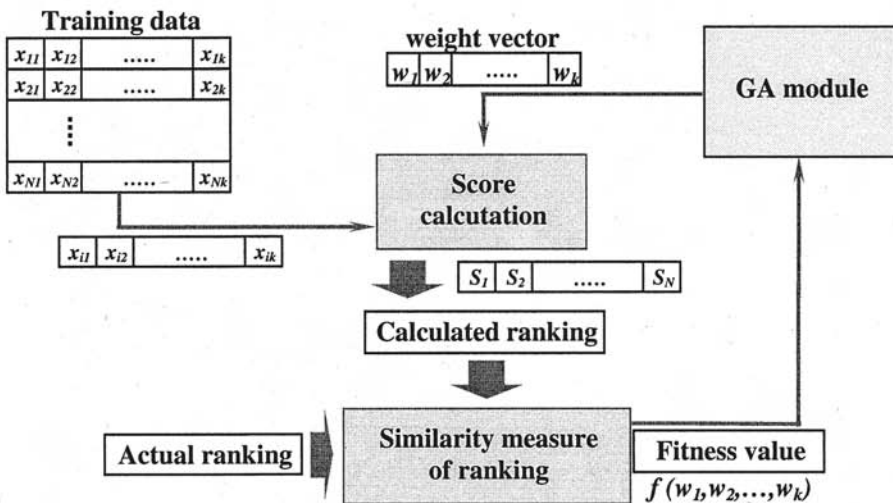 Training data
x11 x12 ..... x1k
x21 x22 ..... x2k
xN1 xN2 ..... xNk
xi1 xi2 ..... xik
weight vector
w1 w2 ..... wk
GA module
Score
calcutation
S1 S2 ..... SN
Calculated ranking
Actual ranking
Similarity measure
of ranking
Fitness value
f (w1,w2,...,wk)